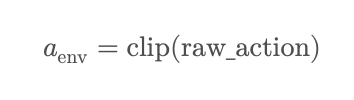 a_env = clip(raw_action)